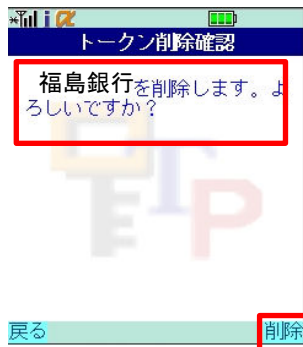 トークン削除確認
福島銀行を削除します。よ
ろしいですか？
戻る
削除